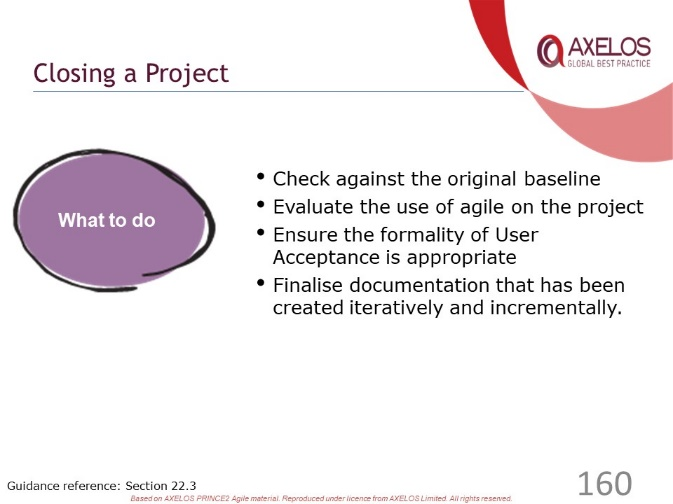 AXELOS
GLOBAL BEST PRACTICE
Closing a Project
What to do
• Check against the original baseline
• Evaluate the use of agile on the project
• Ensure the formality of User
Acceptance is appropriate
• Finalise documentation that has been
created iteratively and incrementally.
Guidance reference: Section 22.3
Based on AXELOS PRINCE2 Agile material. Reproduced under licence from AXELOS Limited. All rights reserved.
160